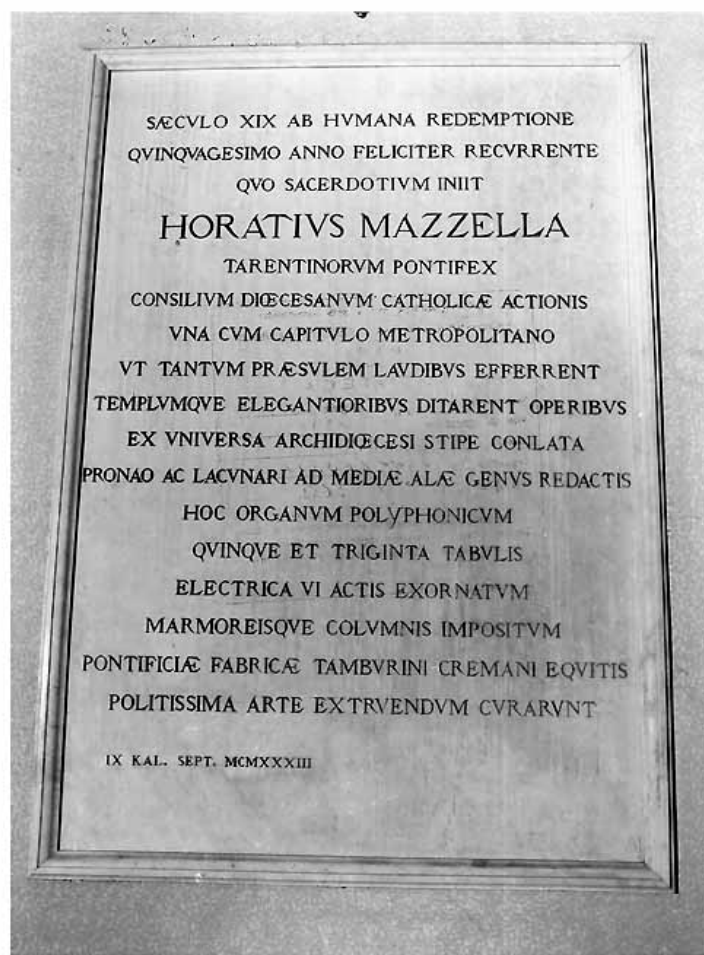 SÆCVLO XIX AB HVMANA REDEMPTIONE
QVINQVAGESIMO ANNO FELICITER RECVRRENTE
QVO SACERDOTIVM INIIT
HORATIVS MAZZELLA
TARENTINORVM PONTIFEX
CONSILIVM DIŒCESANVM CATHOLICÆ ACTIONIS
VNA CVM CAPITVLO METROPOLITANO
VT TANTVM PRÆSVLEM LAVDIBVS EFFERRENT
TEMPLVMQVE ELEGANTIORIBVS DITARENT OPERIBVS
EX VNIVERSA ARCHIDIŒCESI STIPE CONLATA
PRONAO AC LACVNARI AD MEDIÆ ALÆ GENVS REDACTIS
HOC ORGANVM POLYPHONICVM
QVINQVE ET TRIGINTA TABVLIS
ELECTRICA VI ACTIS EXORNATVM
MARMOREISQVE COLVMNIS IMPOSITVM
PONTIFICIÆ FABRICÆ TAMBVRINI CREMANI EQVITIS
POLITISSIMA ARTE EXTRVENDVM CVRARVNT
IX KAL. SEPT. MCMXXXIII